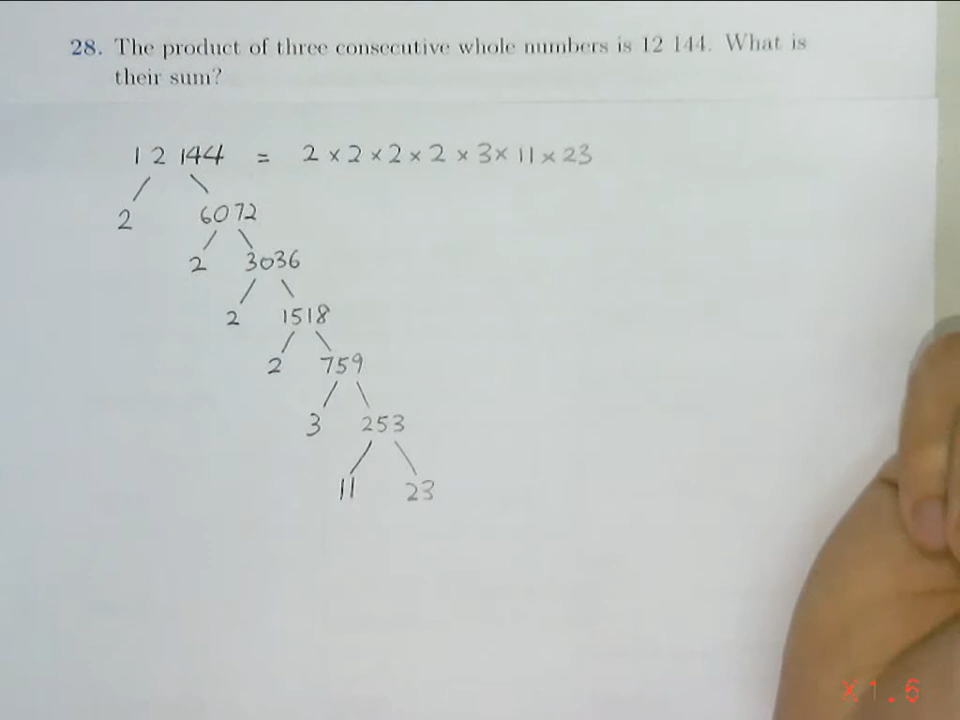 28. The product of three consecutive whole numbers is 12 144. What is
their sum?
12 144 = 2 × 2 × 2 × 2 × 3 × 11 × 23
2 6072
2 3036
2 1518
2 759
3 253
11 23
X1.6